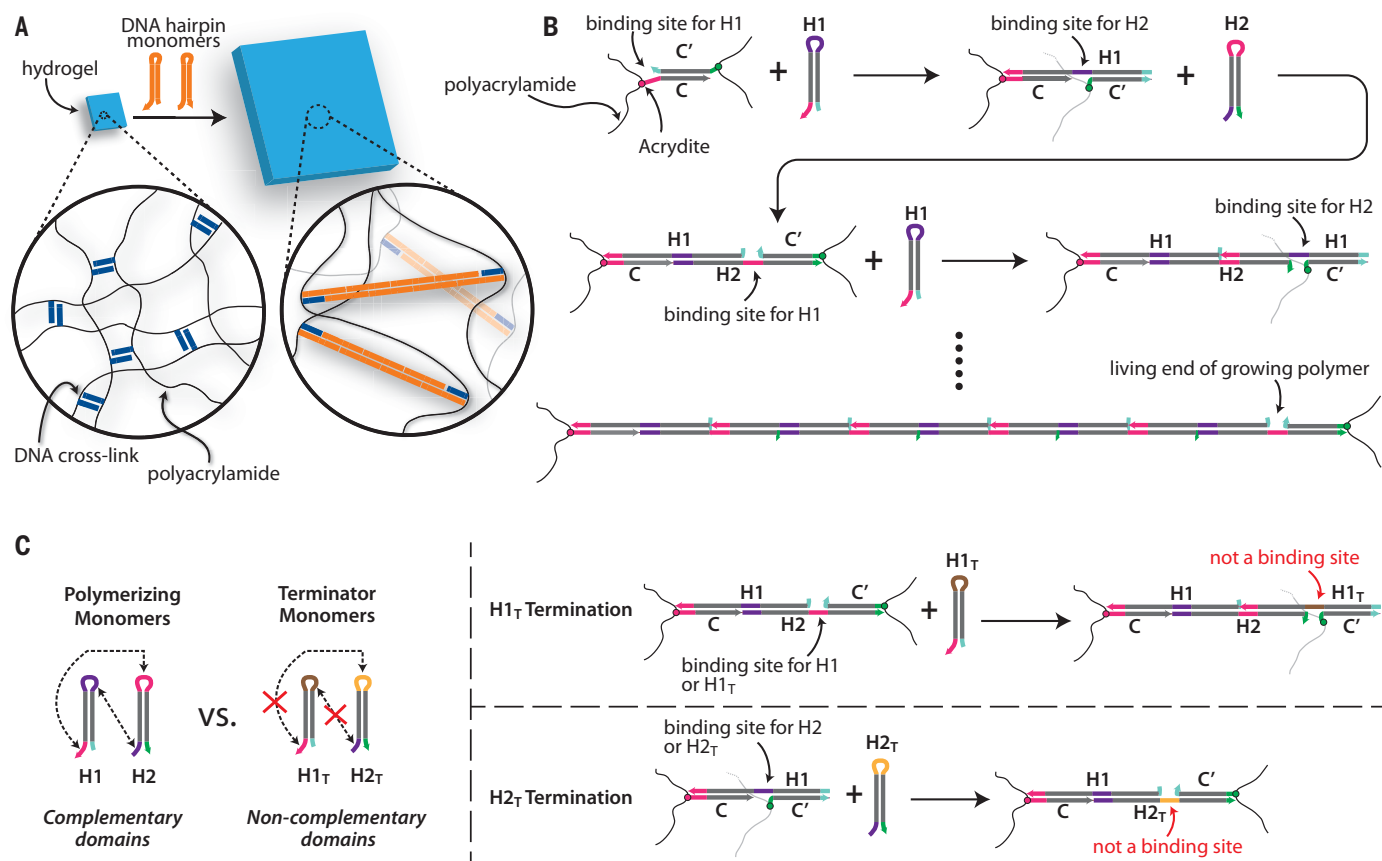 A
DNA hairpin
monomers
hydrogel
DNA cross-link
polyacrylamide
B
binding site for H1
C′
C
polyacrylamide
Acrydite
+
H1
binding site for H2
H1
C
C′
+
H2
H1
C′
C
H2
binding site for H1
+
H1
binding site for H2
H1
H1
C
H2
C′
living end of growing polymer
C
Polymerizing
Monomers
H1
H2
Complementary
domains
vs.
Terminator
Monomers
H1T
H2T
Non-complementary
domains
H1T Termination
H1
C′
C
H2
binding site for H1
or H1T
+
H1T
not a binding site
H1
H1T
C
H2
C′
H2T Termination
binding site for H2
or H2T
H1
C
C′
+
H2T
H1
C′
C
H2T
not a binding site